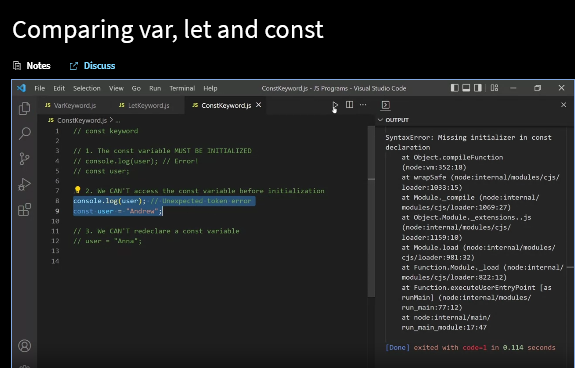 Comparing var, let and const
Notes
Discuss
File Edit Selection View Go Run Terminal Help
ConstKeyword.js - JS Programs - Visual Studio Code
JS VarKeyword.js
JS LetKeyword.js
JS ConstKeyword.js
JS ConstKeyword.js > ...
1 // const keyword
2
3 // 1. The const variable MUST BE INITIALIZED
4 // console.log(user); // Error!
5 // const user;
6
7 // 2. We CAN'T access the const variable before initialization
8 console.log(user); // Unexpected token error
9 const user = "Andrew";
10
11 // 3. We CAN'T redeclare a const variable
12 // user = "Anna";
13
14
OUTPUT
SyntaxError: Missing initializer in const
declaration
at Object.compileFunction
(node:vm:352:18)
at wrapSafe (node:internal/modules/cjs/
loader:1033:15)
at Module._compile (node:internal/
modules/cjs/loader:1069:27)
at Object.Module._extensions..js
(node:internal/modules/cjs/
loader:1159:10)
at Module.load (node:internal/modules/
cjs/loader:981:32)
at Function.Module._load (node:internal/
modules/cjs/loader:822:12)
at Function.executeUserEntryPoint [as
runMain] (node:internal/modules/
run_main:77:12)
at node:internal/main/
run_main_module:17:47
[Done] exited with code=1 in 0.114 seconds